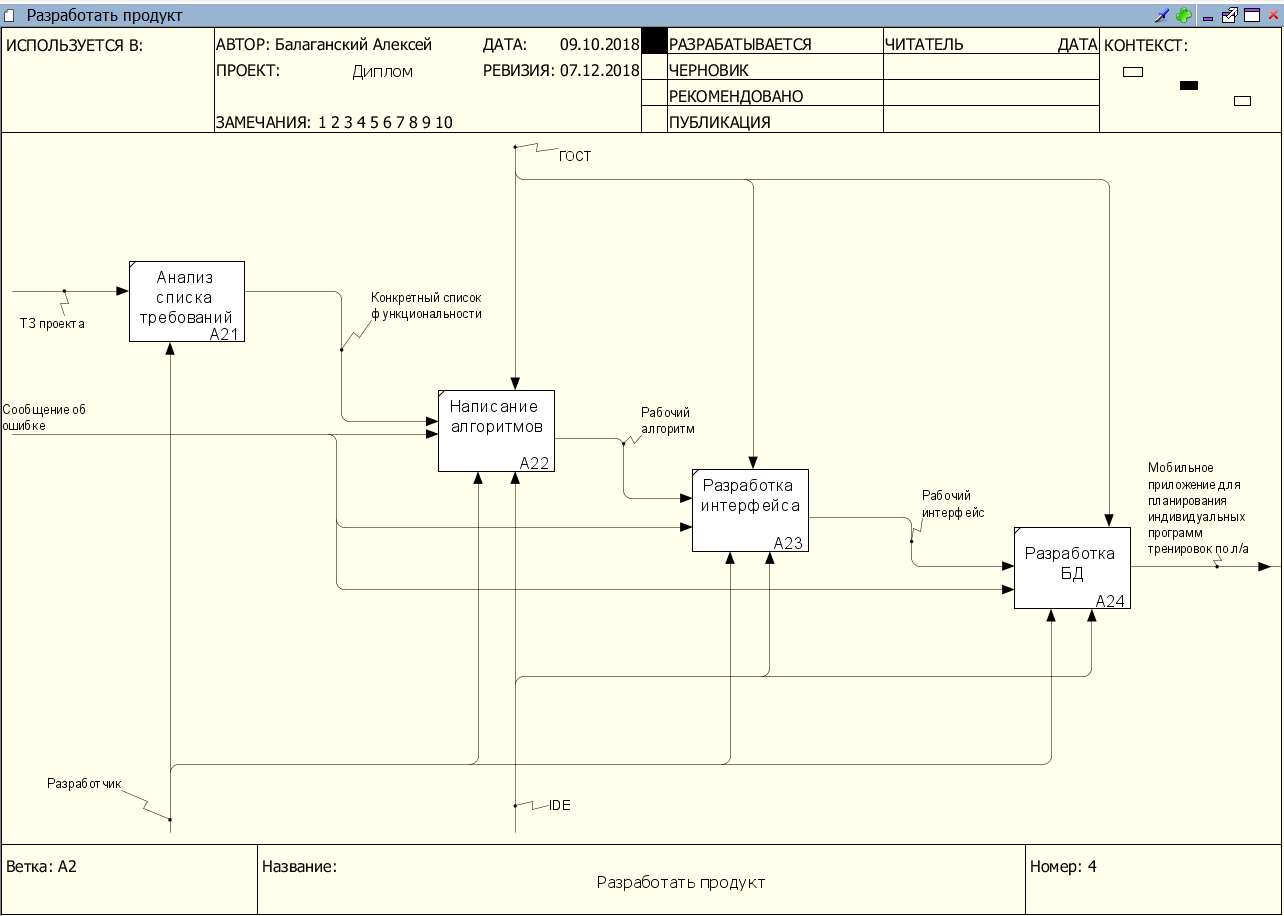 Разработать продукт
ИСПОЛЬЗУЕТСЯ В:
АВТОР: Балаганский Алексей
ДАТА: 09.10.2018
ПРОЕКТ: Диплом
РЕВИЗИЯ: 07.12.2018
ЗАМЕЧАНИЯ: 1 2 3 4 5 6 7 8 9 10
РАЗРАБАТЫВАЕТСЯ
ЧЕРНОВИК
РЕКОМЕНДОВАНО
ПУБЛИКАЦИЯ
ЧИТАТЕЛЬ
ДАТА
КОНТЕКСТ:
ГОСТ
Анализ
списка
требований
A21
ТЗ проекта
Конкретный список
функциональности
Сообщение об
ошибке
Написание
алгоритмов
A22
Рабочий
алгоритм
Разработка
интерфейса
A23
Рабочий
интерфейс
Разработка
БД
A24
Мобильное
приложение для
планирования
индивидуальных
программ
тренировок по л/а
Разработчик
IDE
Ветка: A2
Название:
Разработать продукт
Номер: 4